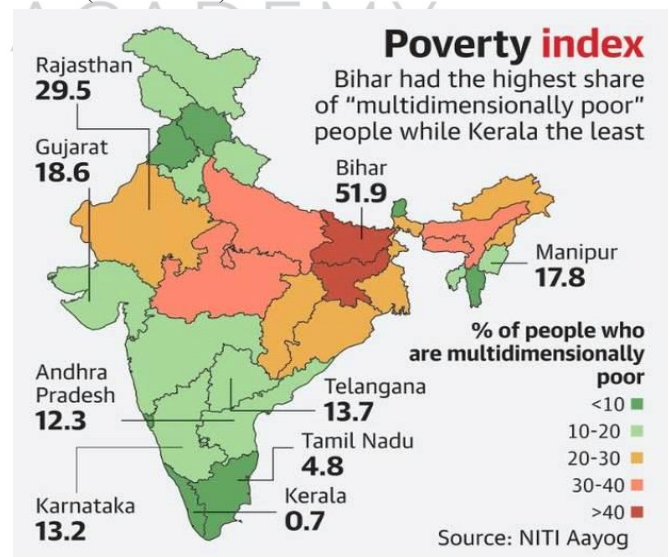 ACADEMY
Poverty index
Bihar had the highest share
of “multidimensionally poor”
people while Kerala the least
Rajasthan
29.5
Gujarat
18.6
Bihar
51.9
Manipur
17.8
% of people who
are multidimensionally
poor
<10
10-20
20-30
30-40
>40
Andhra
Pradesh
12.3
Telangana
13.7
Tamil Nadu
4.8
Kerala
0.7
Karnataka
13.2
Source: NITI Aayog